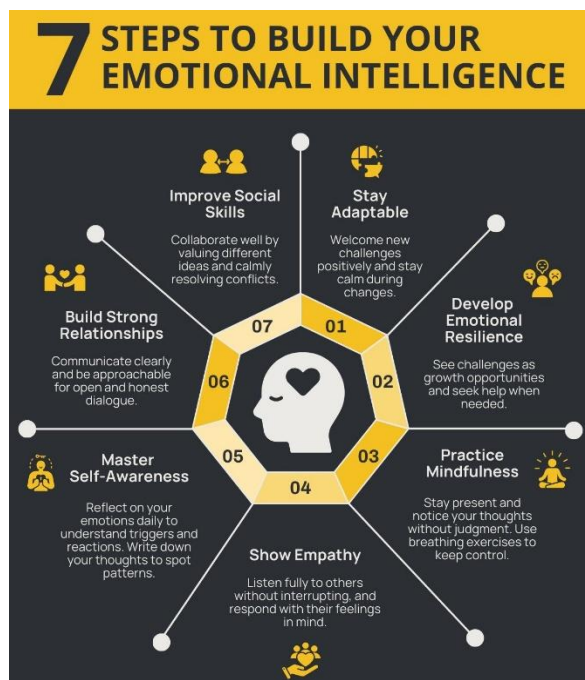 7 STEPS TO BUILD YOUR
EMOTIONAL INTELLIGENCE
01
Stay
Adaptable
Welcome new
challenges
positively and stay
calm during
changes.
02
Develop
Emotional
Resilience
See challenges as
growth opportunities
and seek help when
needed.
03
Practice
Mindfulness
Stay present and
notice your thoughts
without judgment. Use
breathing exercises to
keep control.
04
Show Empathy
Listen fully to others
without interrupting, and
respond with their feelings
in mind.
05
Master
Self-Awareness
Reflect on your
emotions daily to
understand triggers and
reactions. Write down
your thoughts to spot
patterns.
06
Build Strong
Relationships
Communicate clearly
and be approachable
for open and honest
dialogue.
07
Improve Social
Skills
Collaborate well by
valuing different
ideas and calmly
resolving conflicts.